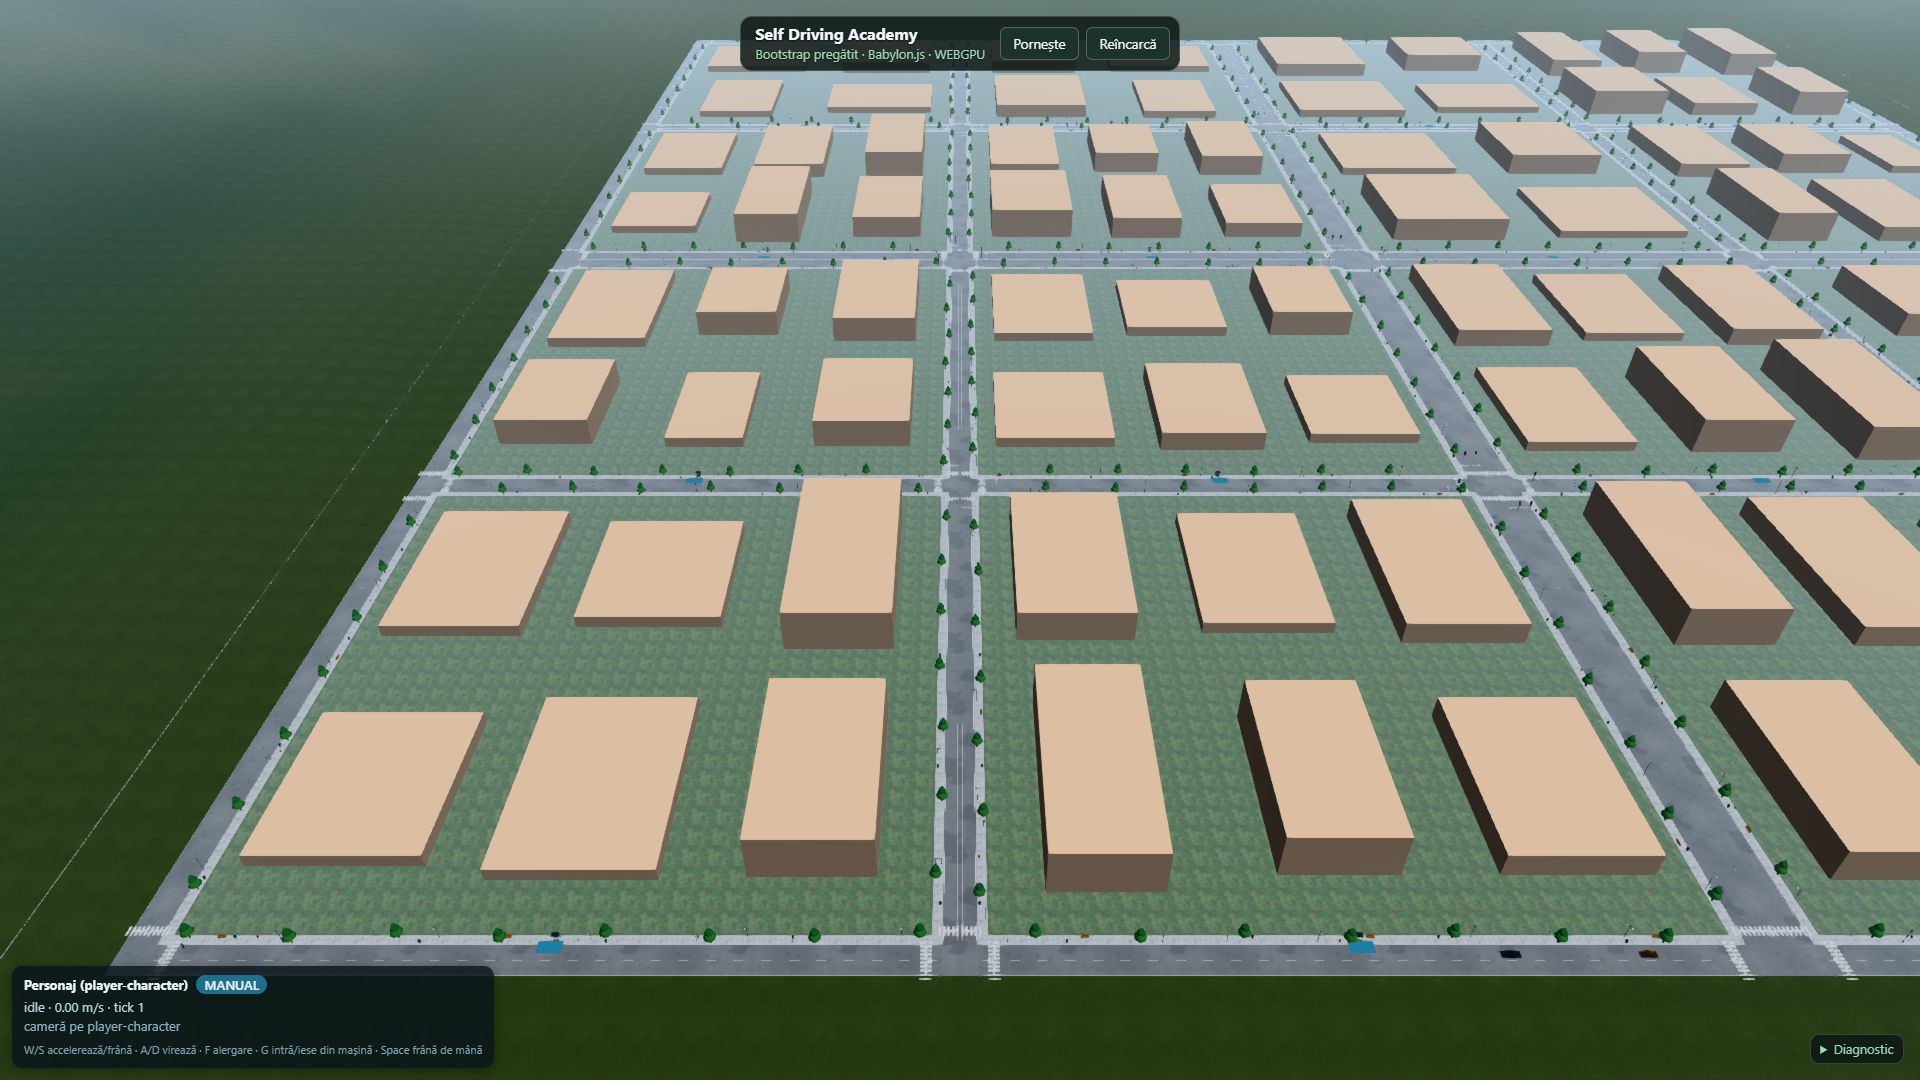 Self Driving Academy
Bootstrap pregătit · Babylon.js · WEBGPU
Pornește
Reîncarcă
Personaj (player-character) MANUAL
idle · 0.00 m/s · tick 1
cameră pe player-character
W/S accelerează/frână · A/D virează · F alergare · G intră/iese din mașină · Space frână de mână
▶ Diagnostic